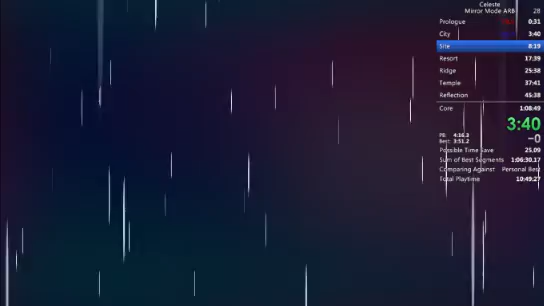 Celeste
Mirror Mode ARB 28
Prologue 0:31
City 3:40
Site 8:19
Resort 17:39
Ridge 25:38
Temple 37:41
Reflection 45:38
Core 1:08:49
3:40
PB: 4:16.3
Best: 3:51.2
−0
Possible Time Save 25.09
Sum of Best Segments 1:06:30.17
Comparing Against Personal Best
Total Playtime 10:49:27